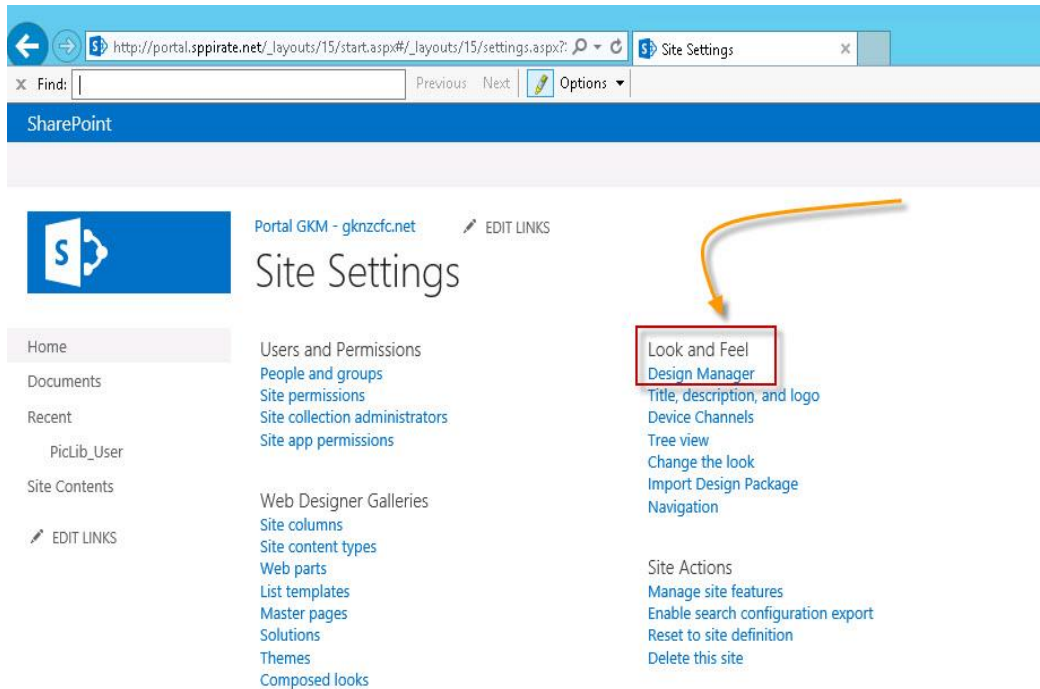 http://portal.sppirate.net/_layouts/15/start.aspx#/_layouts/15/settings.aspx?:
Site Settings
x Find:
Previous Next Options
SharePoint
Portal GKM - gknzcfc.net
EDIT LINKS
Site Settings
Home
Documents
Recent
PicLib_User
Site Contents
EDIT LINKS
Users and Permissions
People and groups
Site permissions
Site collection administrators
Site app permissions
Web Designer Galleries
Site columns
Site content types
Web parts
List templates
Master pages
Solutions
Themes
Composed looks
Look and Feel
Design Manager
Title, description, and logo
Device Channels
Tree view
Change the look
Import Design Package
Navigation
Site Actions
Manage site features
Enable search configuration export
Reset to site definition
Delete this site